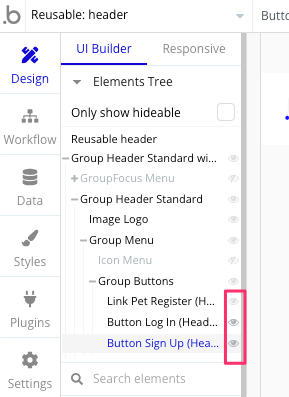 .b
Reusable: header
Button
Design
Workflow
Data
Styles
Plugins
Settings
UI Builder
Responsive
Elements Tree
Only show hideable
Reusable header
Group Header Standard wi...
GroupFocus Menu
Group Header Standard
Image Logo
Group Menu
Icon Menu
Group Buttons
Link Pet Register (H...
Button Log In (Head...
Button Sign Up (Hea...
Search elements